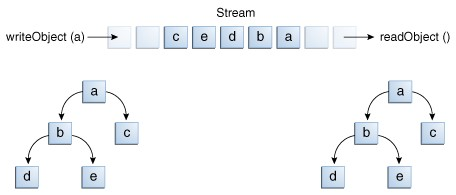 Stream
writeObject (a) c e d b a readObject ()
a a
b c b c
d e d e